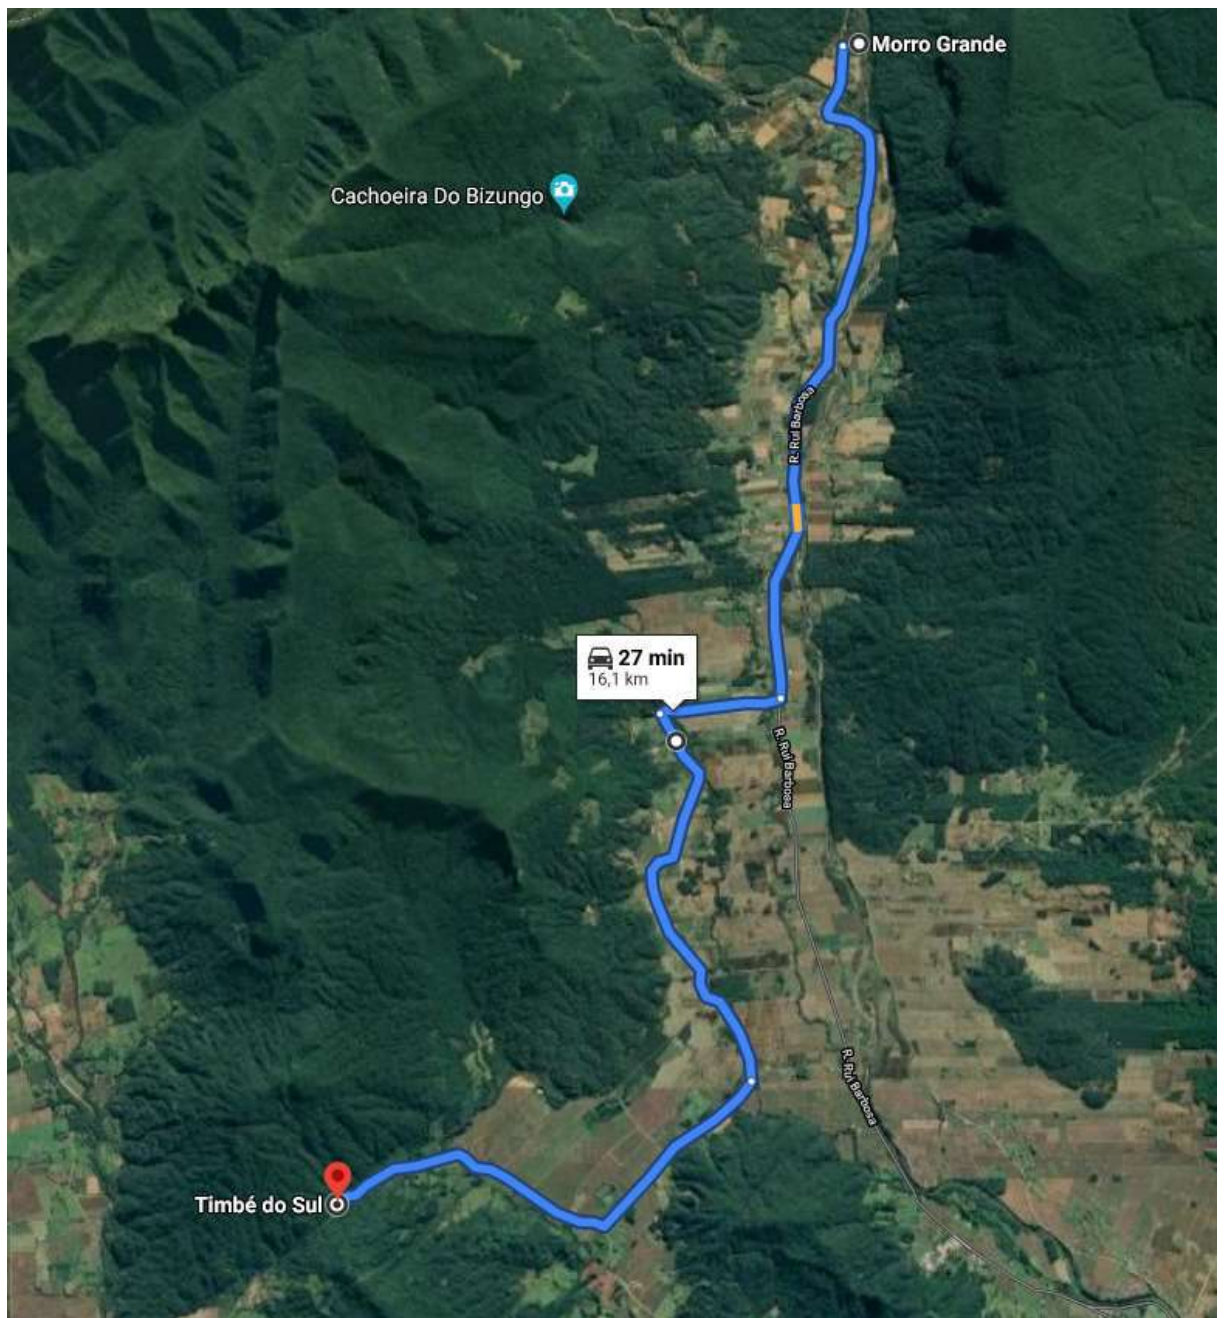 Morro Grande
Cachoeira Do Bizungo
R. Rui Barbosa
27 min
16,1 km
R. Rui Barbosa
R. Rui Barbosa
Timbé do Sul